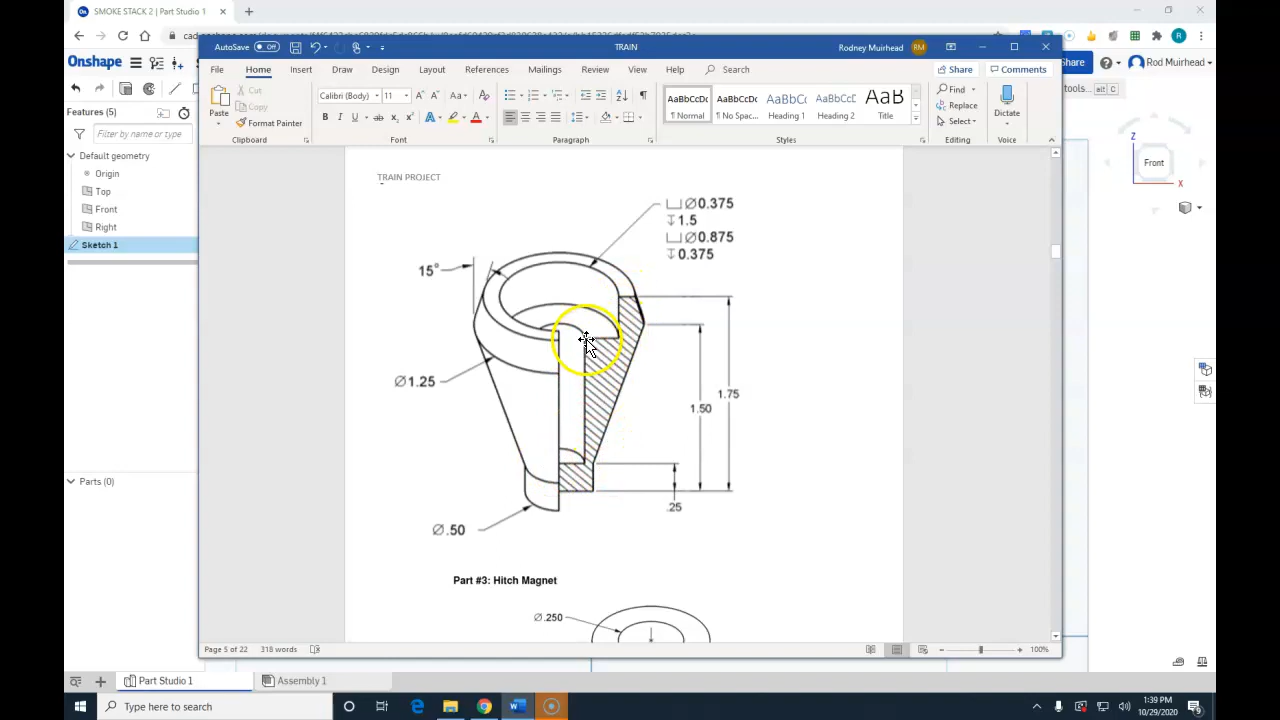 SMOKE STACK 2 | Part Studio 1
AutoSave Off
TRAIN
Rodney Muirhead RM
Onshape
File Home Insert Draw Design Layout References Mailings Review View Help Search
Share Comments
Share
Rod Muirhead
Paste
Cut
Copy
Format Painter
Calibri (Body) 11
AaBbCcDc AaBbCcDc AaBbCc AaBbCcD AaB
¶ Normal ¶ No Spac... Heading 1 Heading 2 Title
Find
Replace
Select
Dictate
Clipboard Font Paragraph Styles Editing Voice
tools... alt C
Features (5)
Filter by name or type
Default geometry
Origin
Top
Front
Right
Sketch 1
Z
Front
X
TRAIN PROJECT
⌴ Ø0.375
↧1.5
⌴ Ø0.875
↧0.375
15°
Ø1.25
1.75
1.50
.25
Ø.50
Part #3: Hitch Magnet
Ø.250
Parts (0)
Page 5 of 22 318 words
100%
Part Studio 1 Assembly 1
Type here to search
1:39 PM
10/29/2020